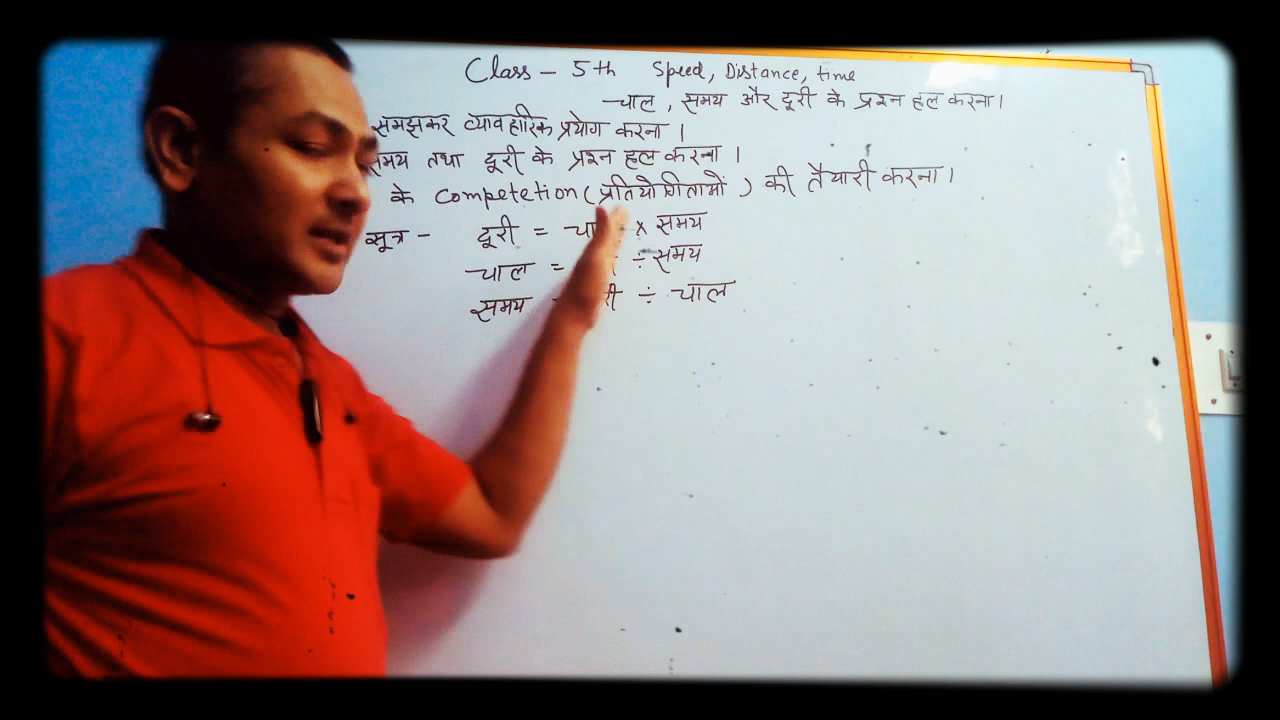 Class - 5th Speed, Distance, time
चाल, समय और दूरी के प्रश्न हल करना।
समझकर व्यावहारिक प्रयोग करना।
समय तथा दूरी के प्रश्न हल करना।
के Competetion (प्रतियोगितायों) की तैयारी करना।
सूत्र - दूरी = × समय
चाल = ÷ समय
समय ÷ चाल